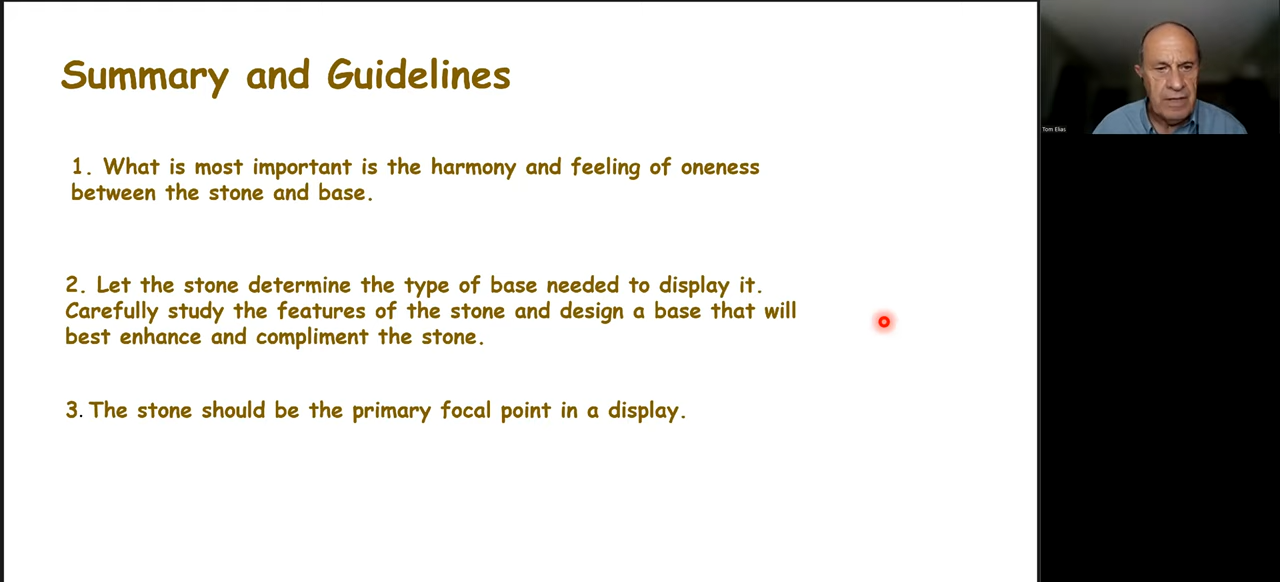 Summary and Guidelines
1. What is most important is the harmony and feeling of oneness
between the stone and base.
2. Let the stone determine the type of base needed to display it.
Carefully study the features of the stone and design a base that will
best enhance and compliment the stone.
3. The stone should be the primary focal point in a display.
Tom Elias